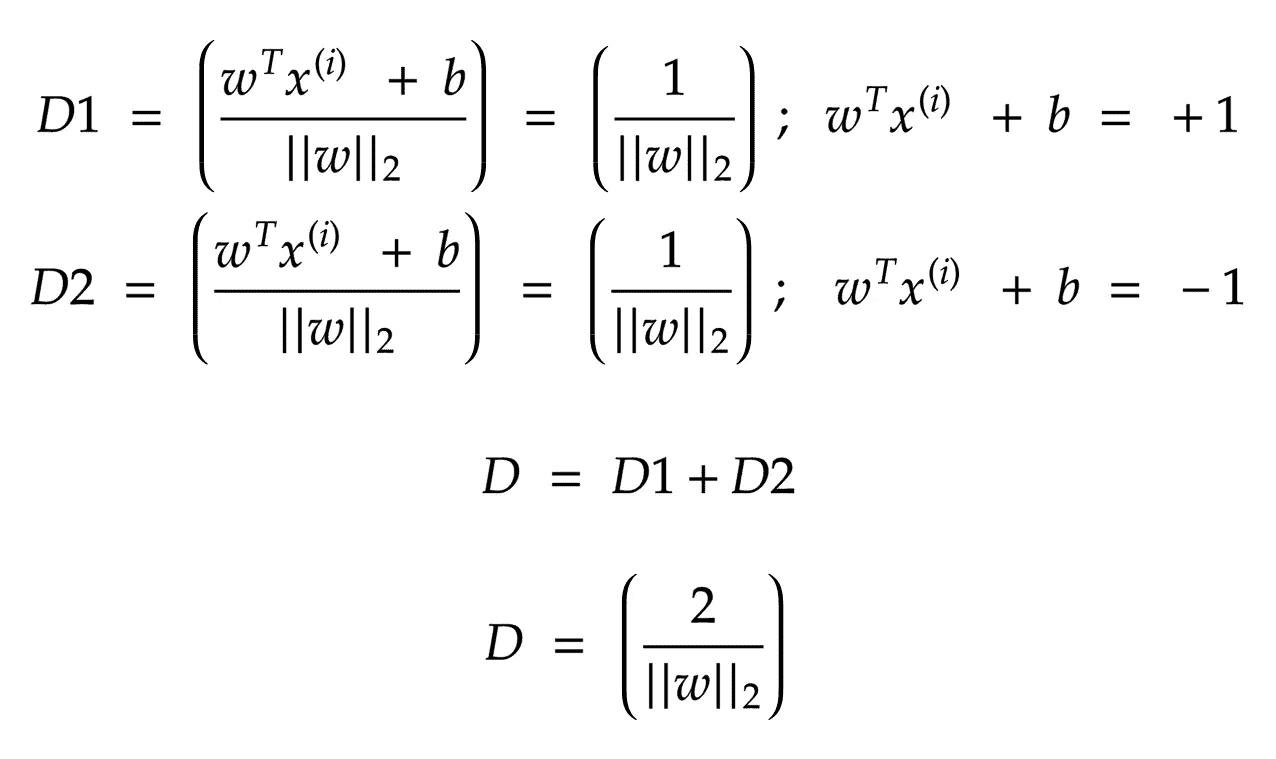 D1 = ( (w^T x^(i) + b) / ||w||_2 ) = ( 1 / ||w||_2 ) ; w^T x^(i) + b = +1
D2 = ( (w^T x^(i) + b) / ||w||_2 ) = ( 1 / ||w||_2 ) ; w^T x^(i) + b = −1
D = D1 + D2
D = ( 2 / ||w||_2 )